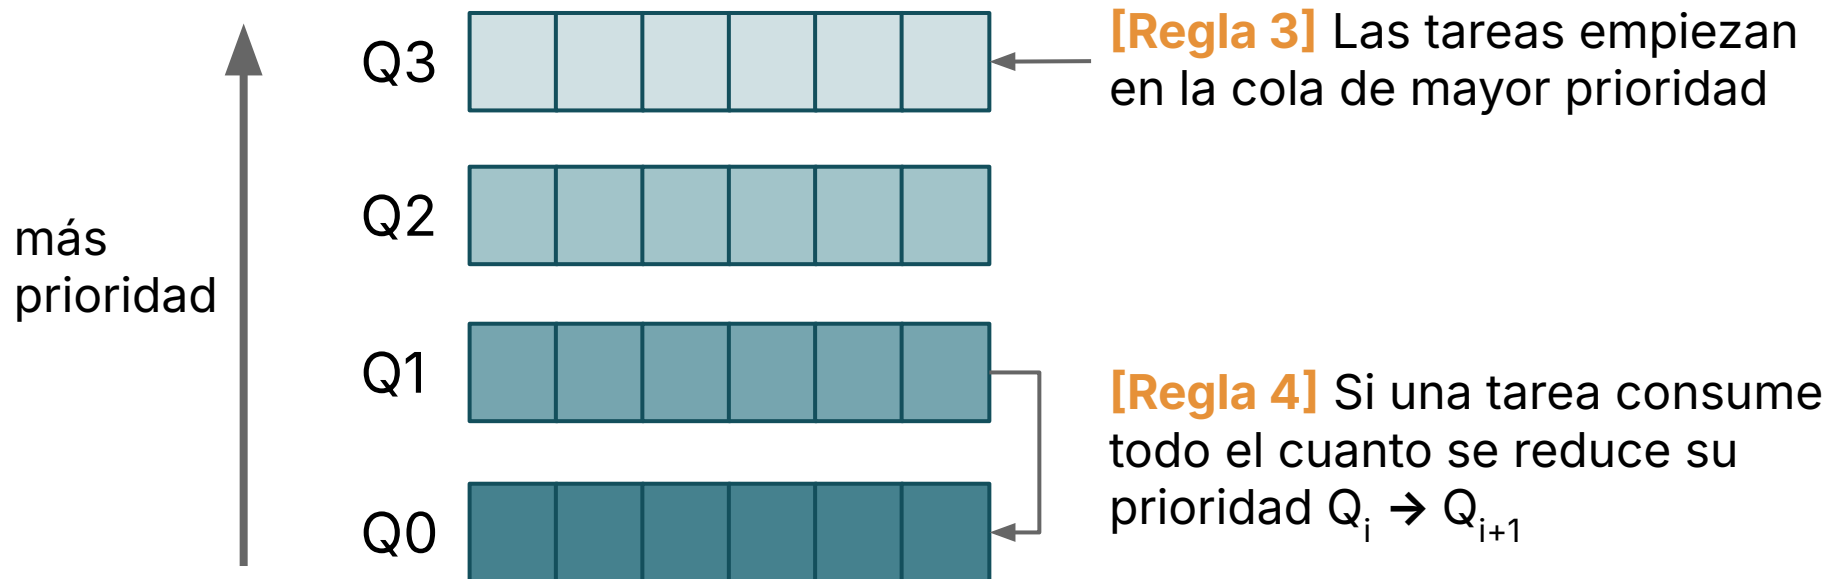 Q3
[Regla 3] Las tareas empiezan
en la cola de mayor prioridad
Q2
más
prioridad
Q1
[Regla 4] Si una tarea consume
todo el cuanto se reduce su
prioridad Qᵢ → Qᵢ₊₁
Q0